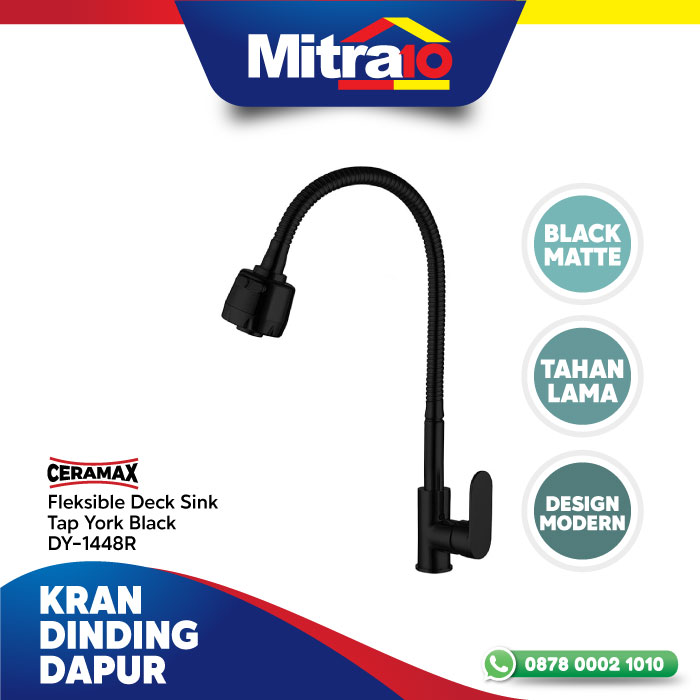 Mitra10
BLACK
MATTE
TAHAN
LAMA
CERAMAX
Fleksible Deck Sink
Tap York Black
DY-1448R
DESIGN
MODERN
KRAN
DINDING
DAPUR
0878 0002 1010